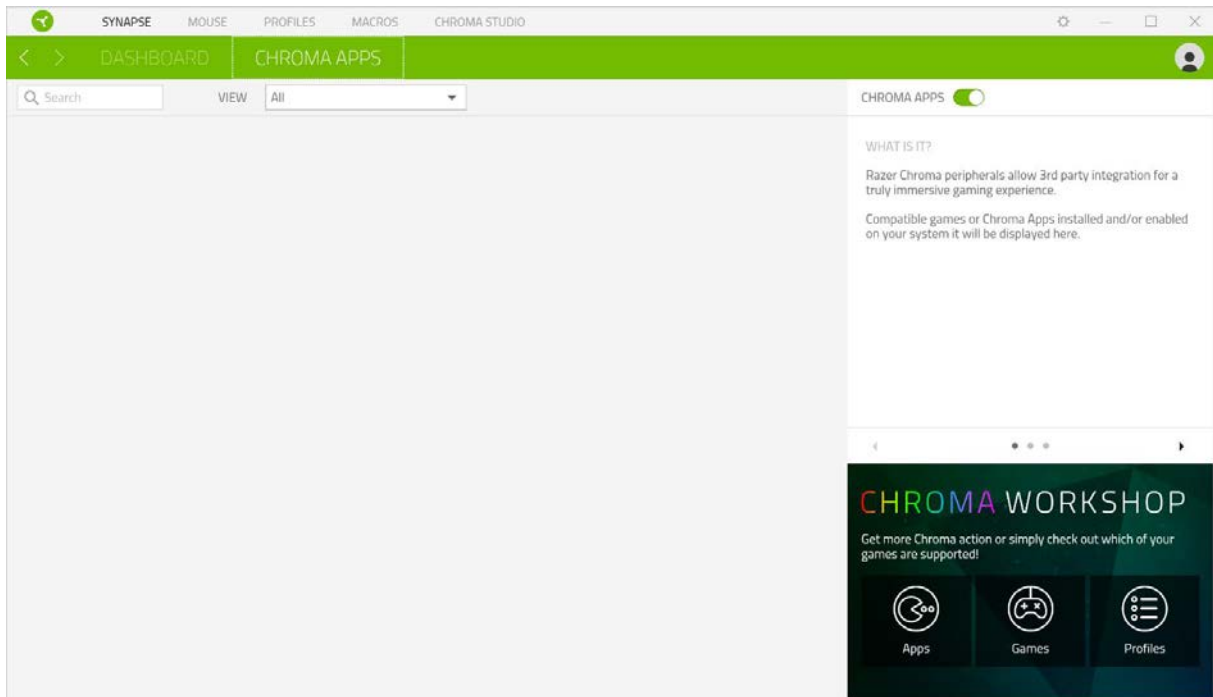 SYNAPSE MOUSE PROFILES MACROS CHROMA STUDIO
DASHBOARD CHROMA APPS
Search VIEW All
CHROMA APPS
WHAT IS IT?
Razer Chroma peripherals allow 3rd party integration for a
truly immersive gaming experience.
Compatible games or Chroma Apps installed and/or enabled
on your system it will be displayed here.
CHROMA WORKSHOP
Get more Chroma action or simply check out which of your
games are supported!
Apps Games Profiles